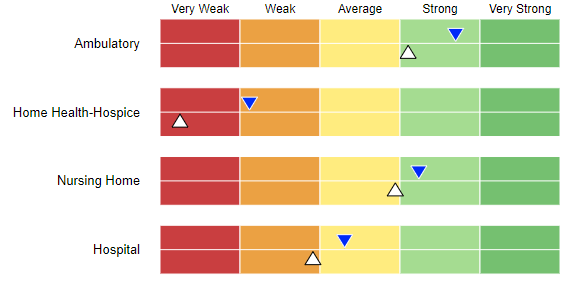 Very Weak Weak Average Strong Very Strong
Ambulatory
Home Health-Hospice
Nursing Home
Hospital